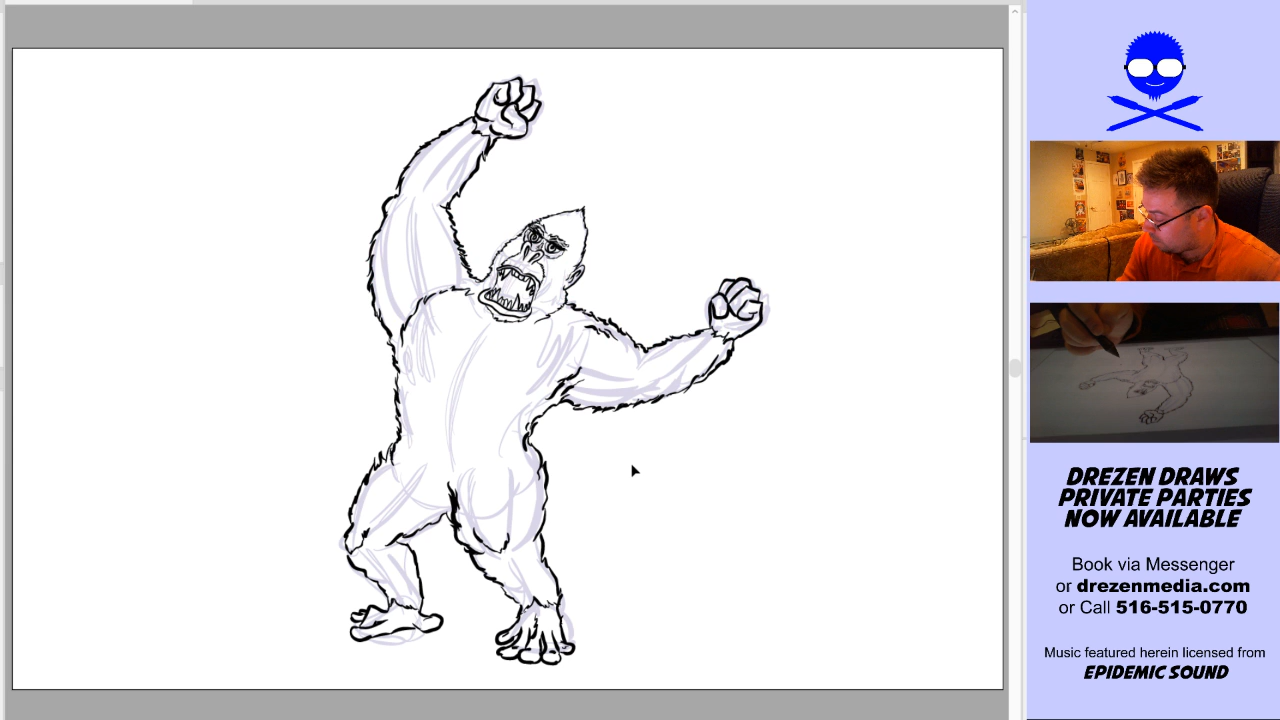 DREZEN DRAWS
PRIVATE PARTIES
NOW AVAILABLE
Book via Messenger
or drezenmedia.com
or Call 516-515-0770
Music featured herein licensed from
EPIDEMIC SOUND